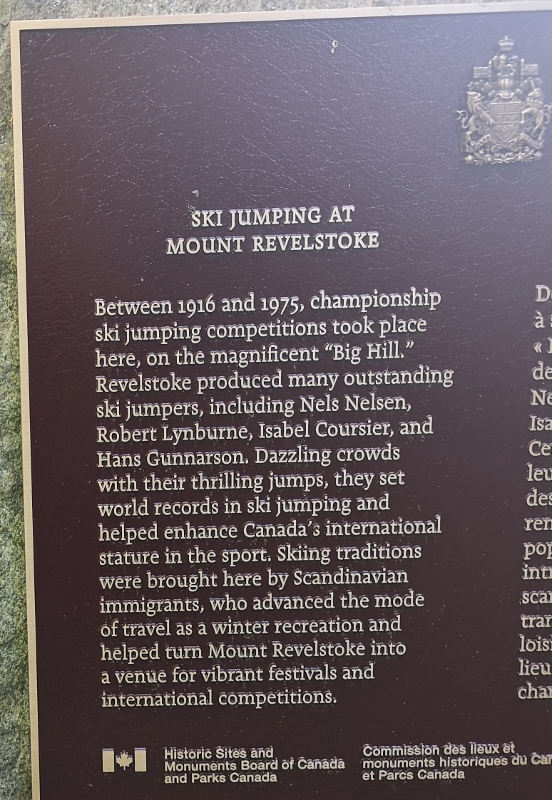 SKI JUMPING AT
MOUNT REVELSTOKE
Between 1916 and 1975, championship
ski jumping competitions took place
here, on the magnificent “Big Hill.”
Revelstoke produced many outstanding
ski jumpers, including Nels Nelsen,
Robert Lynburne, Isabel Coursier, and
Hans Gunnarson. Dazzling crowds
with their thrilling jumps, they set
world records in ski jumping and
helped enhance Canada’s international
stature in the sport. Skiing traditions
were brought here by Scandinavian
immigrants, who advanced the mode
of travel as a winter recreation and
helped turn Mount Revelstoke into
a venue for vibrant festivals and
international competitions.
à
«
Historic Sites and
Monuments Board of Canada
and Parks Canada
Commission des lieux et
monuments historiques du
et Parcs Canada